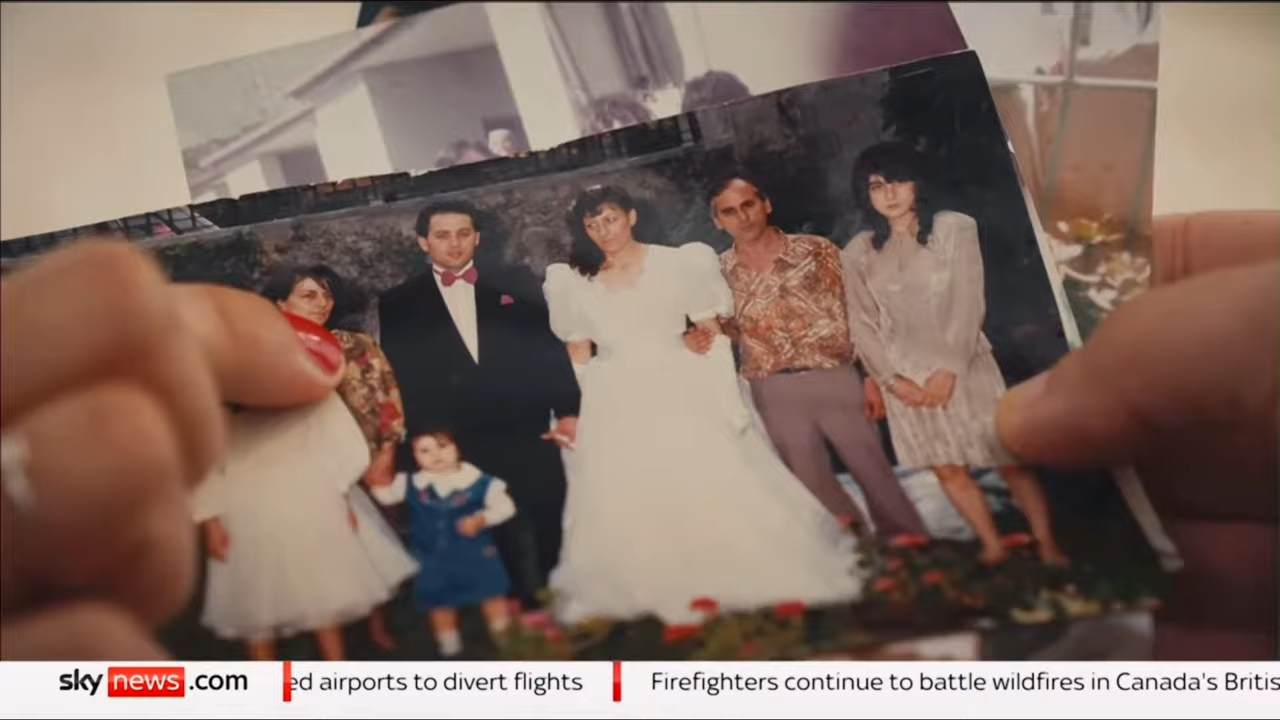 sky news.com
ed airports to divert flights
Firefighters continue to battle wildfires in Canada's Britis